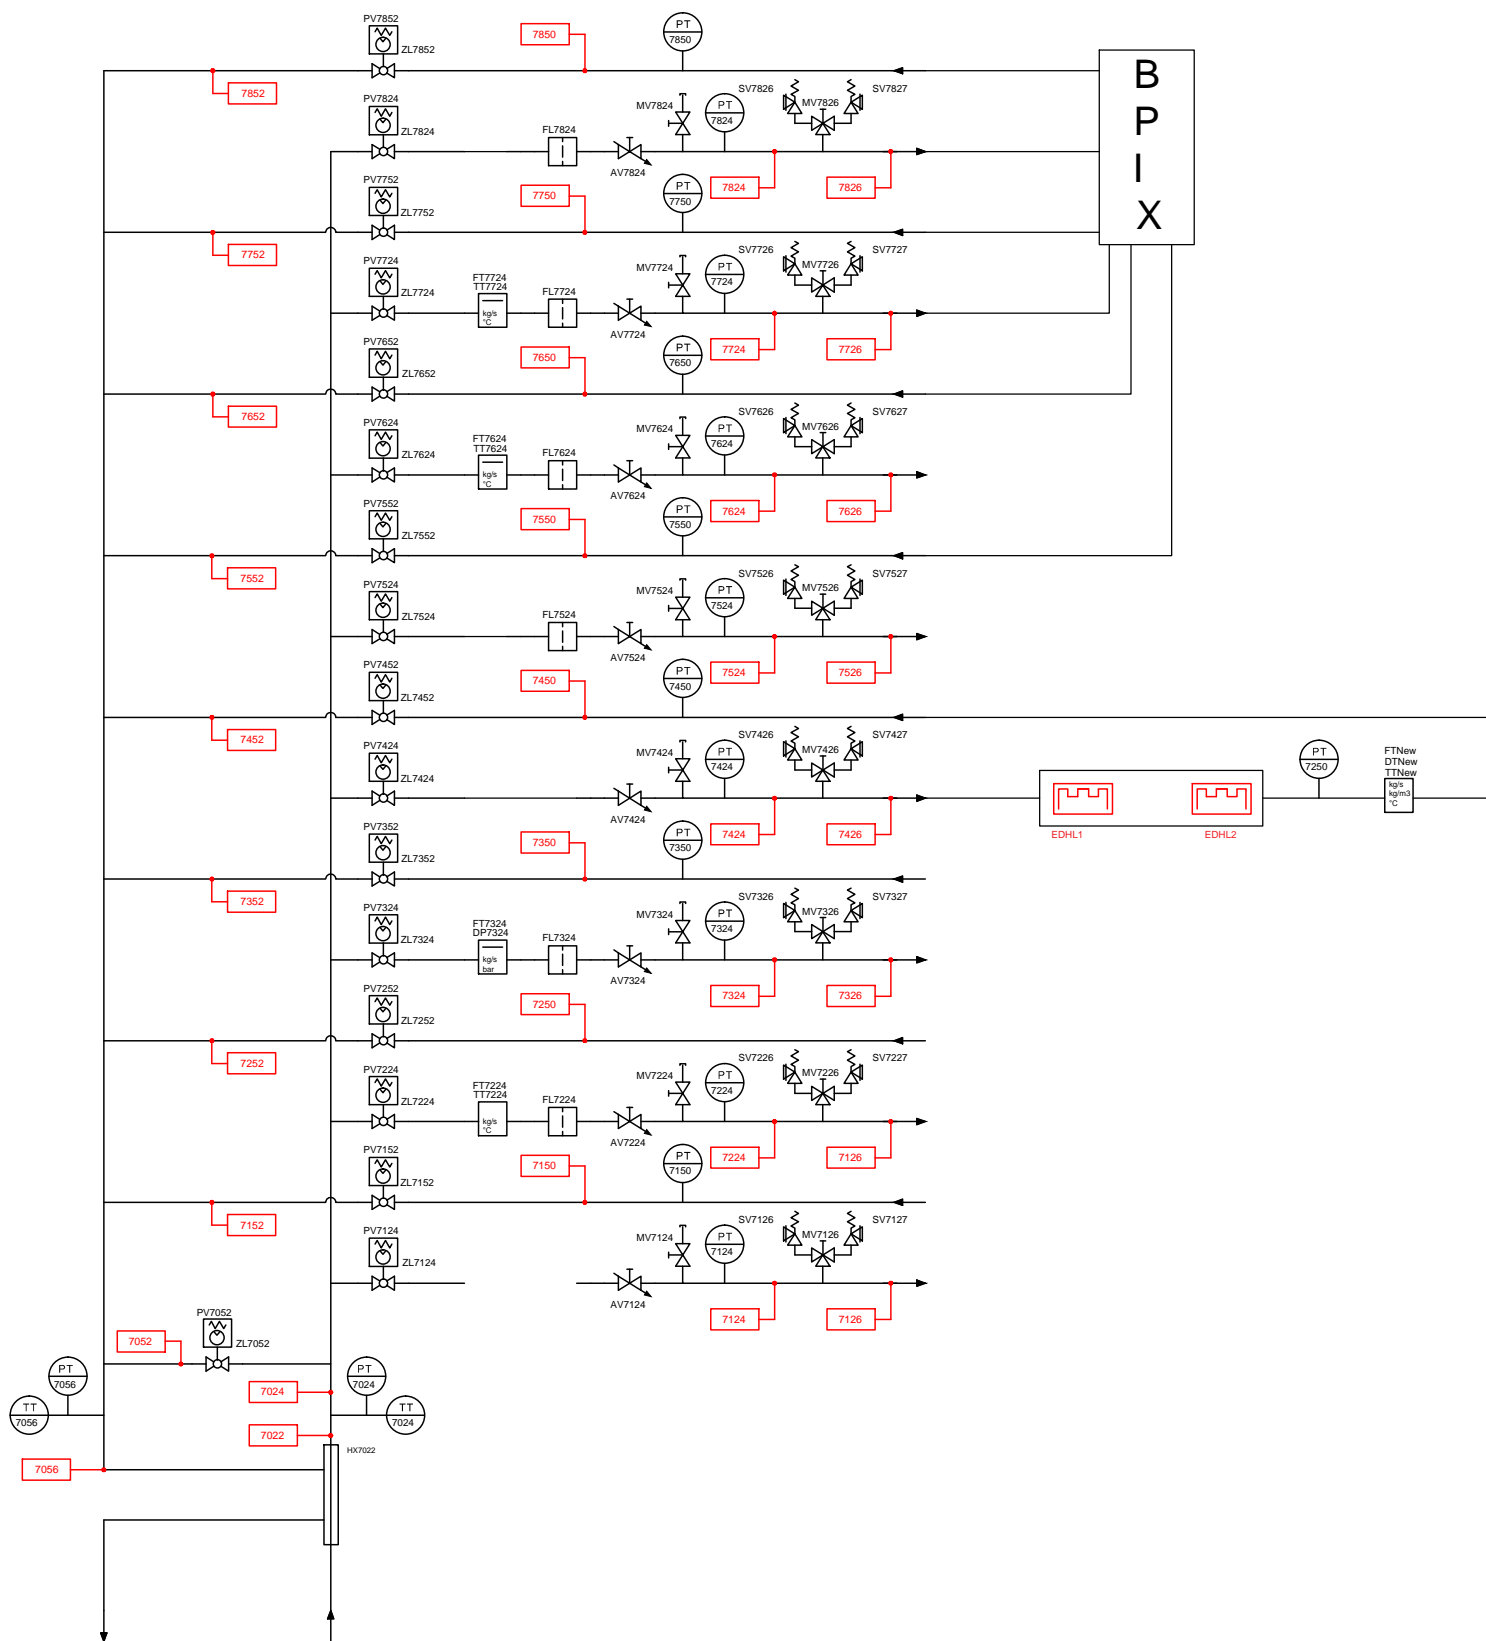 PV7852
ZL7852
7850
PT
7850
B
P
I
X
7852
PV7824
ZL7824
FL7824
AV7824
MV7824
PT
7824
SV7826
MV7826
SV7827
7824
7826
PV7752
ZL7752
7750
PT
7750
7752
PV7724
ZL7724
FT7724
TT7724
kg/s
°C
FL7724
AV7724
MV7724
PT
7724
SV7726
MV7726
SV7727
7724
7726
PV7652
ZL7652
7650
PT
7650
7652
PV7624
ZL7624
FT7624
TT7624
kg/s
°C
FL7624
AV7624
MV7624
PT
7624
SV7626
MV7626
SV7627
7624
7626
PV7552
ZL7552
7550
PT
7550
7552
PV7524
ZL7524
FL7524
AV7524
MV7524
PT
7524
SV7526
MV7526
SV7527
7524
7526
PV7452
ZL7452
7450
PT
7450
7452
PV7424
ZL7424
AV7424
MV7424
PT
7424
SV7426
MV7426
SV7427
7424
7426
EDHL1
EDHL2
PT
7250
FTNew
DTNew
TTNew
kg/s
kg/m3
°C
PV7352
ZL7352
7350
PT
7350
7352
PV7324
ZL7324
FT7324
DP7324
kg/s
bar
FL7324
AV7324
MV7324
PT
7324
SV7326
MV7326
SV7327
7324
7326
PV7252
ZL7252
7250
7252
PV7224
ZL7224
FT7224
TT7224
kg/s
°C
FL7224
AV7224
MV7224
PT
7224
SV7226
MV7226
SV7227
7224
7126
PV7152
ZL7152
7150
PT
7150
7152
PV7124
ZL7124
AV7124
MV7124
PT
7124
SV7126
MV7126
SV7127
7124
7126
PV7052
ZL7052
7052
PT
7056
TT
7056
7024
PT
7024
TT
7024
7022
HX7022
7056